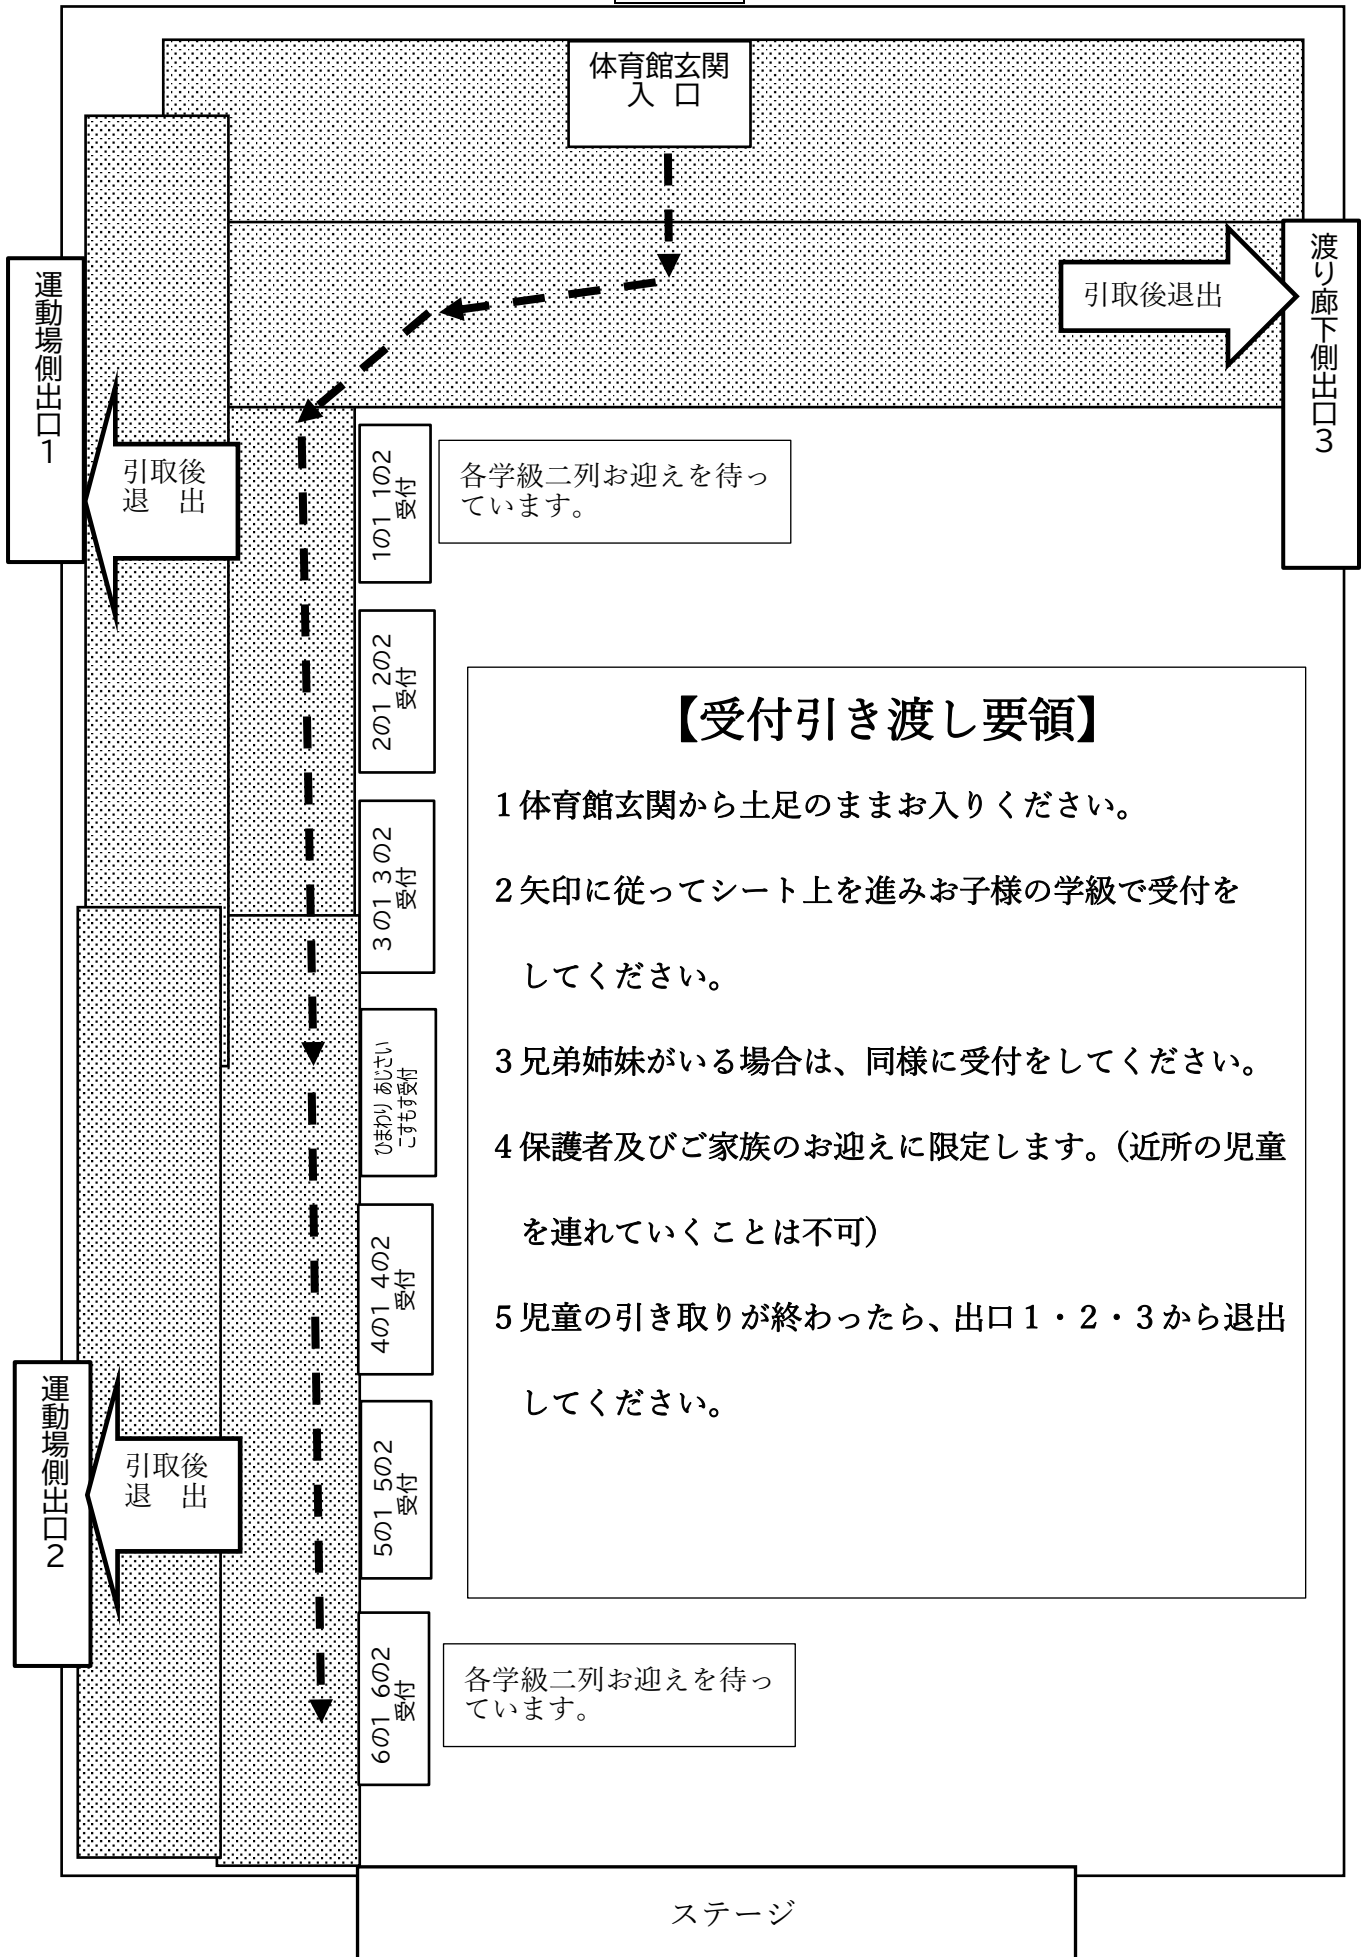 体育館玄関
入 口
引取後退出
渡り廊下側出口3
運動場側出口1
引取後
退 出
1の1 1の2
受付
各学級二列お迎えを待っ
ています。
2の1 2の2
受付
3の1 3の2
受付
ひまわり あじさい
こすもす受付
4の1 4の2
受付
5の1 5の2
受付
6の1 6の2
受付
【受付引き渡し要領】
1体育館玄関から土足のままお入りください。
2矢印に従ってシート上を進みお子様の学級で受付を
してください。
3兄弟姉妹がいる場合は、同様に受付をしてください。
4保護者及びご家族のお迎えに限定します。(近所の児童
を連れていくことは不可)
5児童の引き取りが終わったら、出口1・2・3から退出
してください。
運動場側出口2
引取後
退 出
各学級二列お迎えを待っ
ています。
ステージ